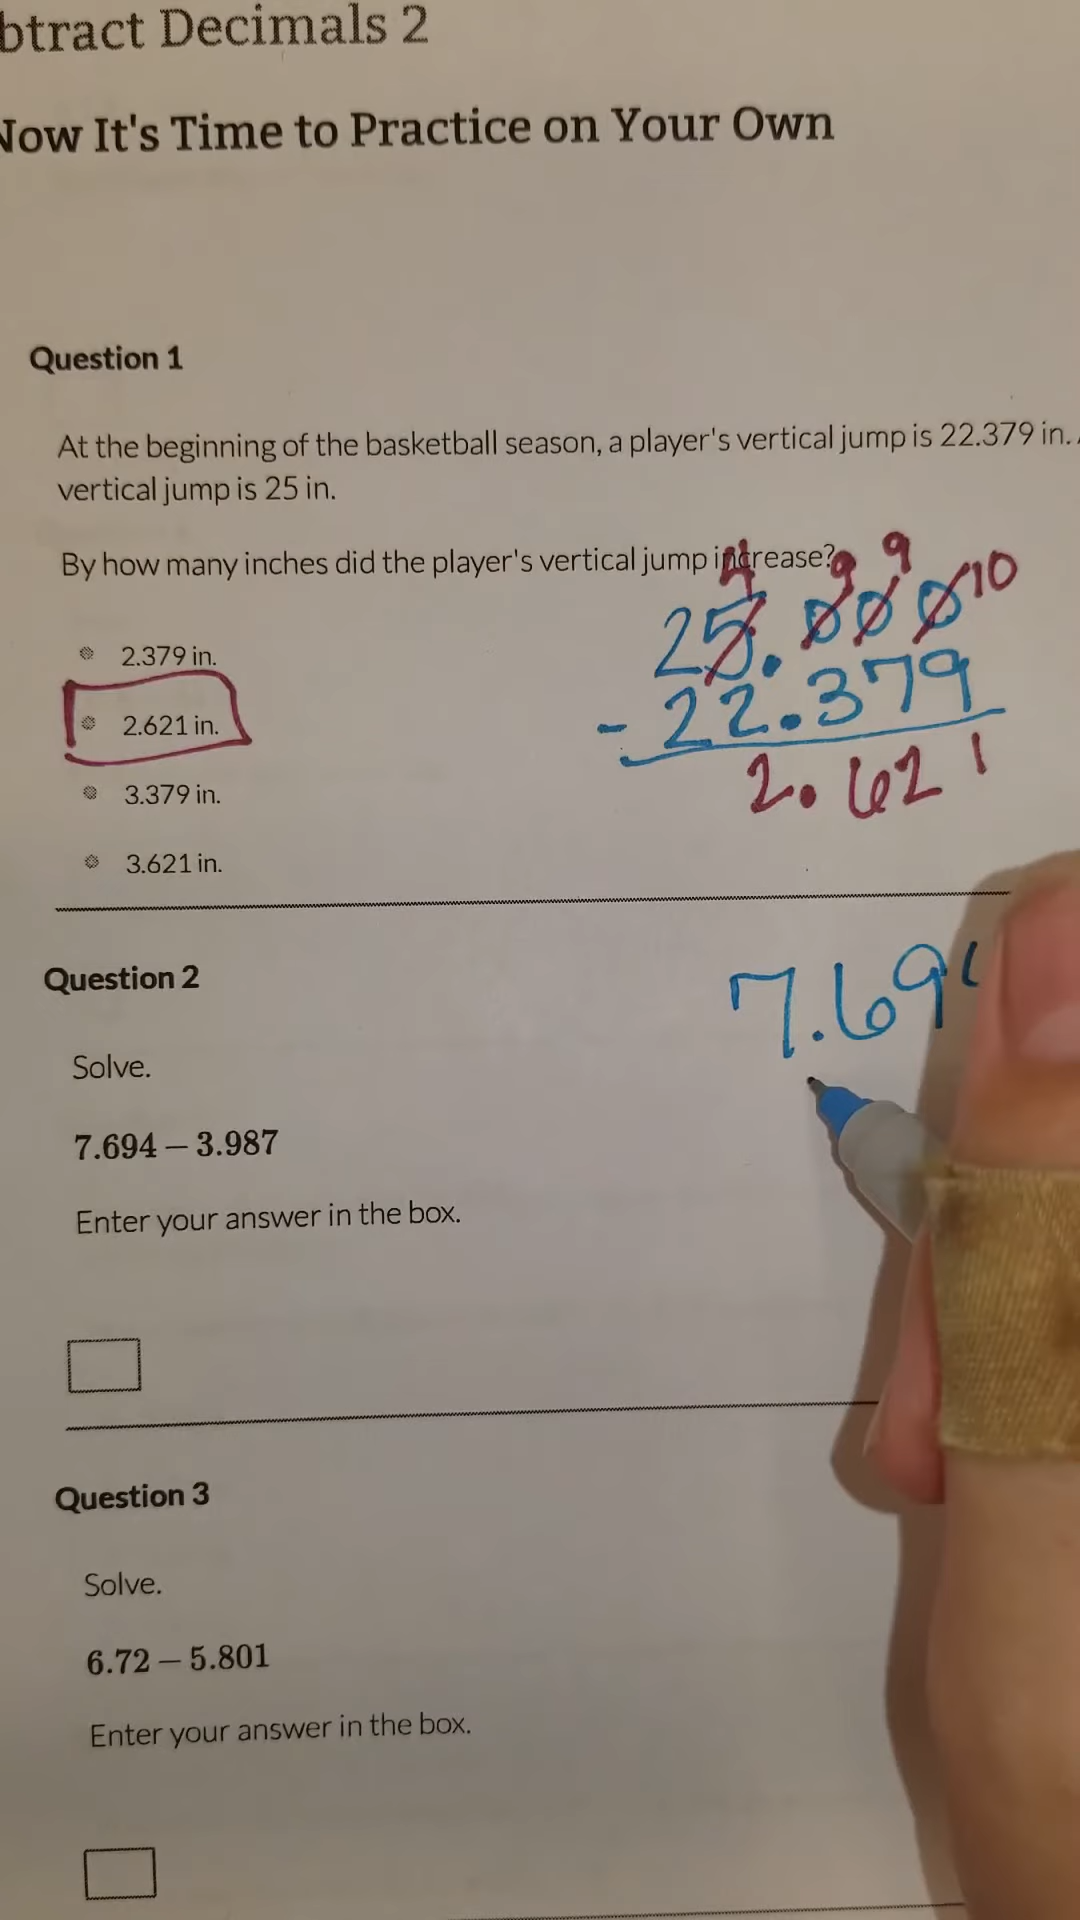 btract Decimals 2
Now It's Time to Practice on Your Own
Question 1
At the beginning of the basketball season, a player's vertical jump is 22.379 in.
vertical jump is 25 in.
By how many inches did the player's vertical jump increase?
4 9 9 10
25.000
- 22.379
2.621
2.379 in.
2.621 in.
3.379 in.
3.621 in.
Question 2
7.69
Solve.
7.694 – 3.987
Enter your answer in the box.
Question 3
Solve.
6.72 – 5.801
Enter your answer in the box.